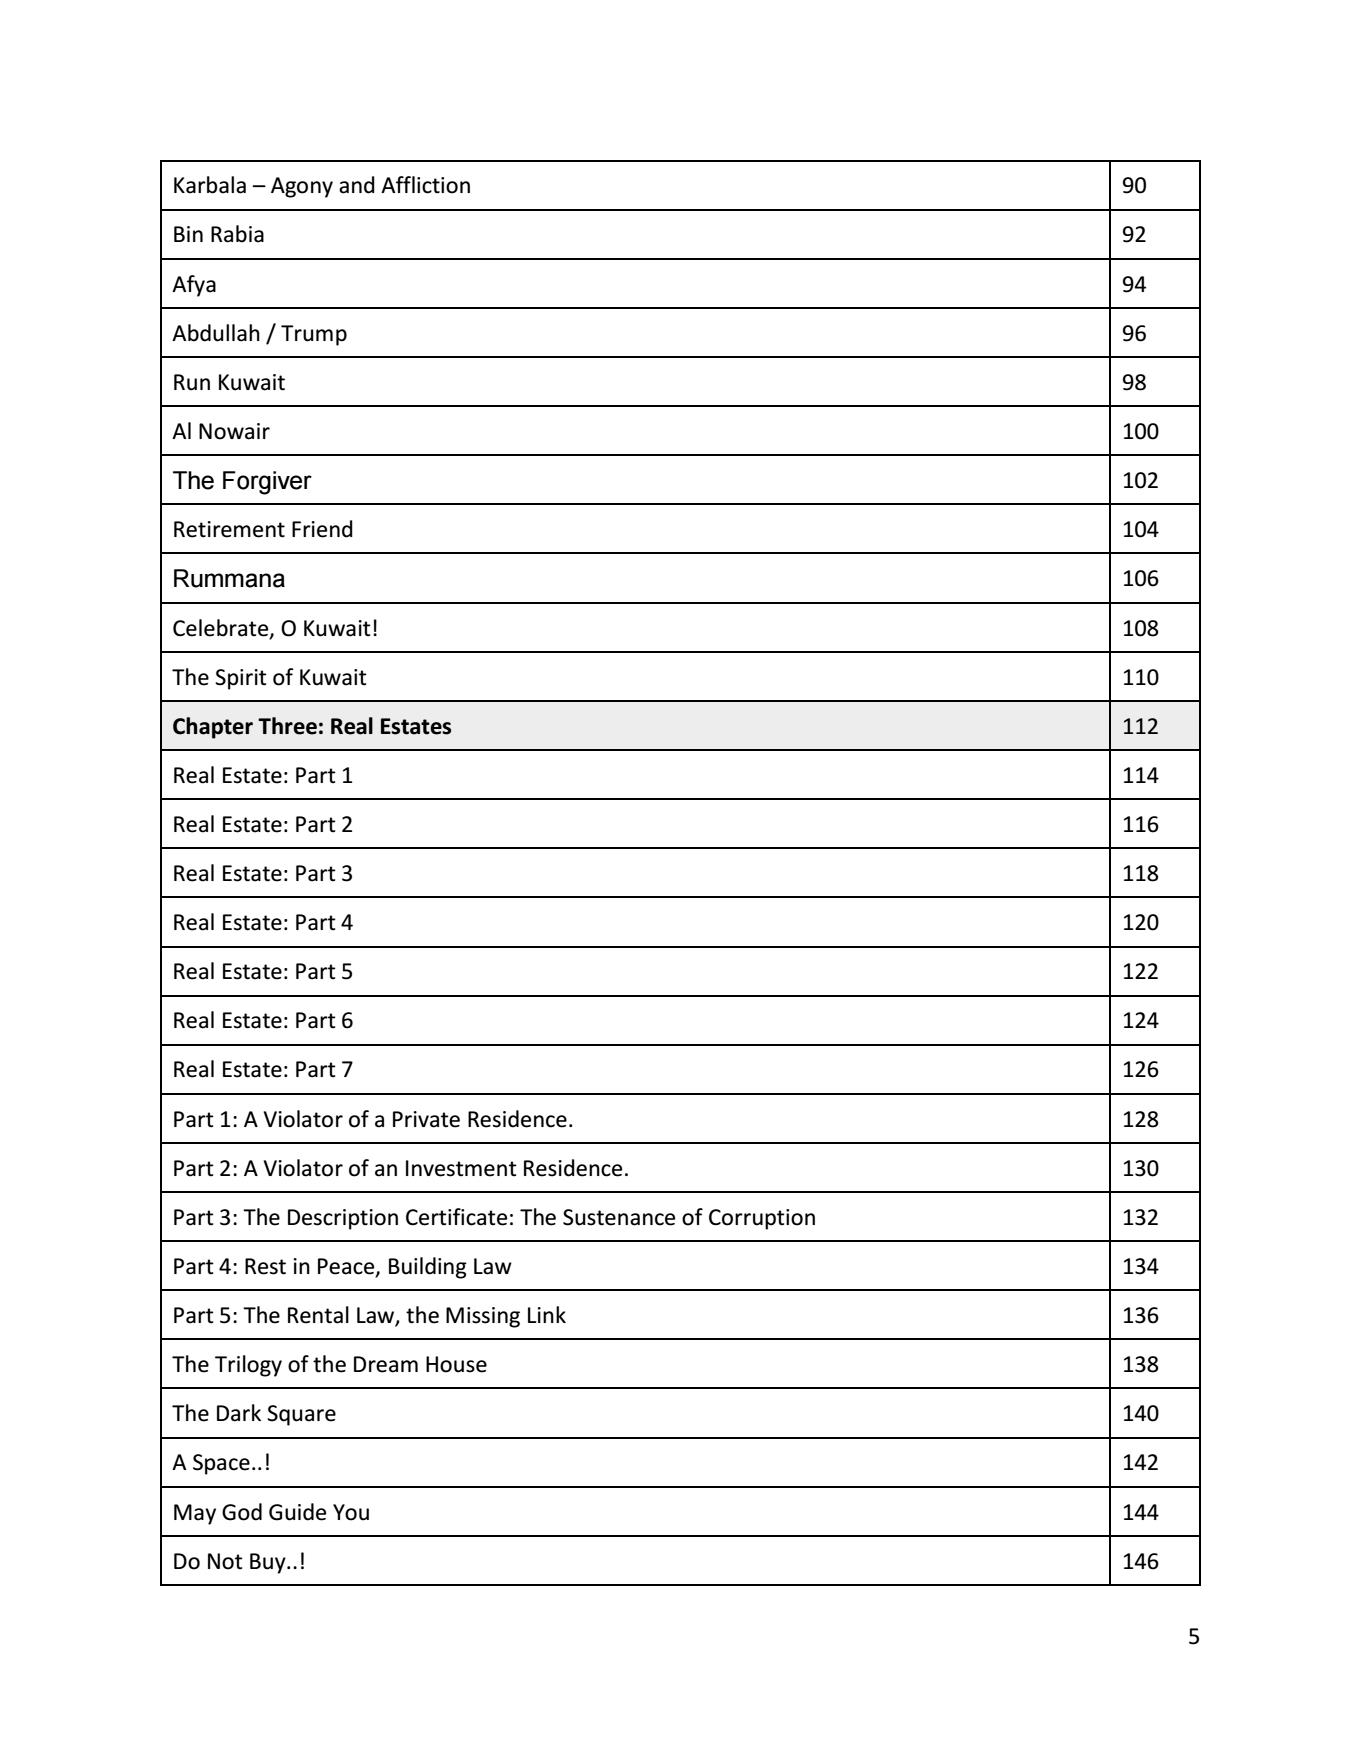 Karbala – Agony and Affliction 90
Bin Rabia 92
Afya 94
Abdullah / Trump 96
Run Kuwait 98
Al Nowair 100
The Forgiver 102
Retirement Friend 104
Rummana 106
Celebrate, O Kuwait! 108
The Spirit of Kuwait 110
Chapter Three: Real Estates 112
Real Estate: Part 1 114
Real Estate: Part 2 116
Real Estate: Part 3 118
Real Estate: Part 4 120
Real Estate: Part 5 122
Real Estate: Part 6 124
Real Estate: Part 7 126
Part 1: A Violator of a Private Residence. 128
Part 2: A Violator of an Investment Residence. 130
Part 3: The Description Certificate: The Sustenance of Corruption 132
Part 4: Rest in Peace, Building Law 134
Part 5: The Rental Law, the Missing Link 136
The Trilogy of the Dream House 138
The Dark Square 140
A Space..! 142
May God Guide You 144
Do Not Buy..! 146
5